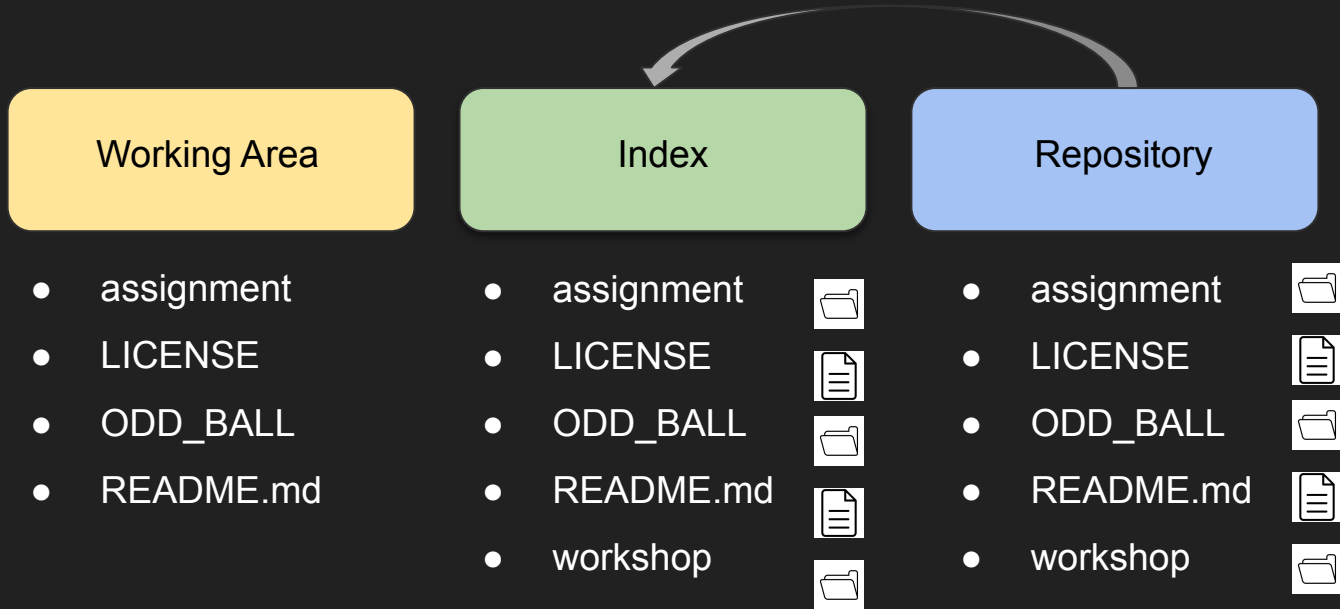 Working Area
Index
Repository
● assignment
● LICENSE
● ODD_BALL
● README.md
● assignment
● LICENSE
● ODD_BALL
● README.md
● workshop
● assignment
● LICENSE
● ODD_BALL
● README.md
● workshop